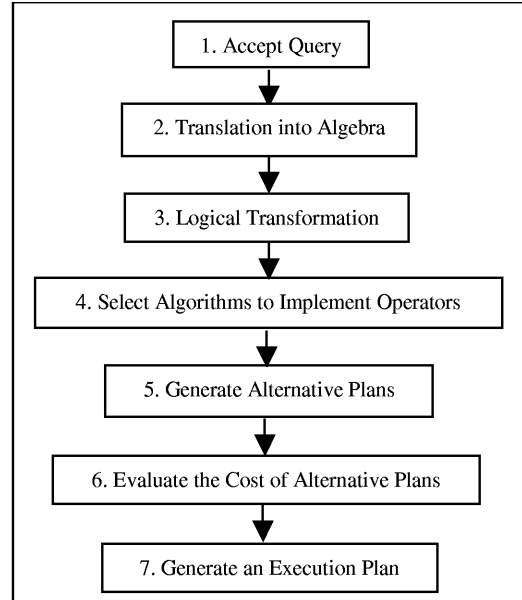 1. Accept Query
2. Translation into Algebra
3. Logical Transformation
4. Select Algorithms to Implement Operators
5. Generate Alternative Plans
6. Evaluate the Cost of Alternative Plans
7. Generate an Execution Plan